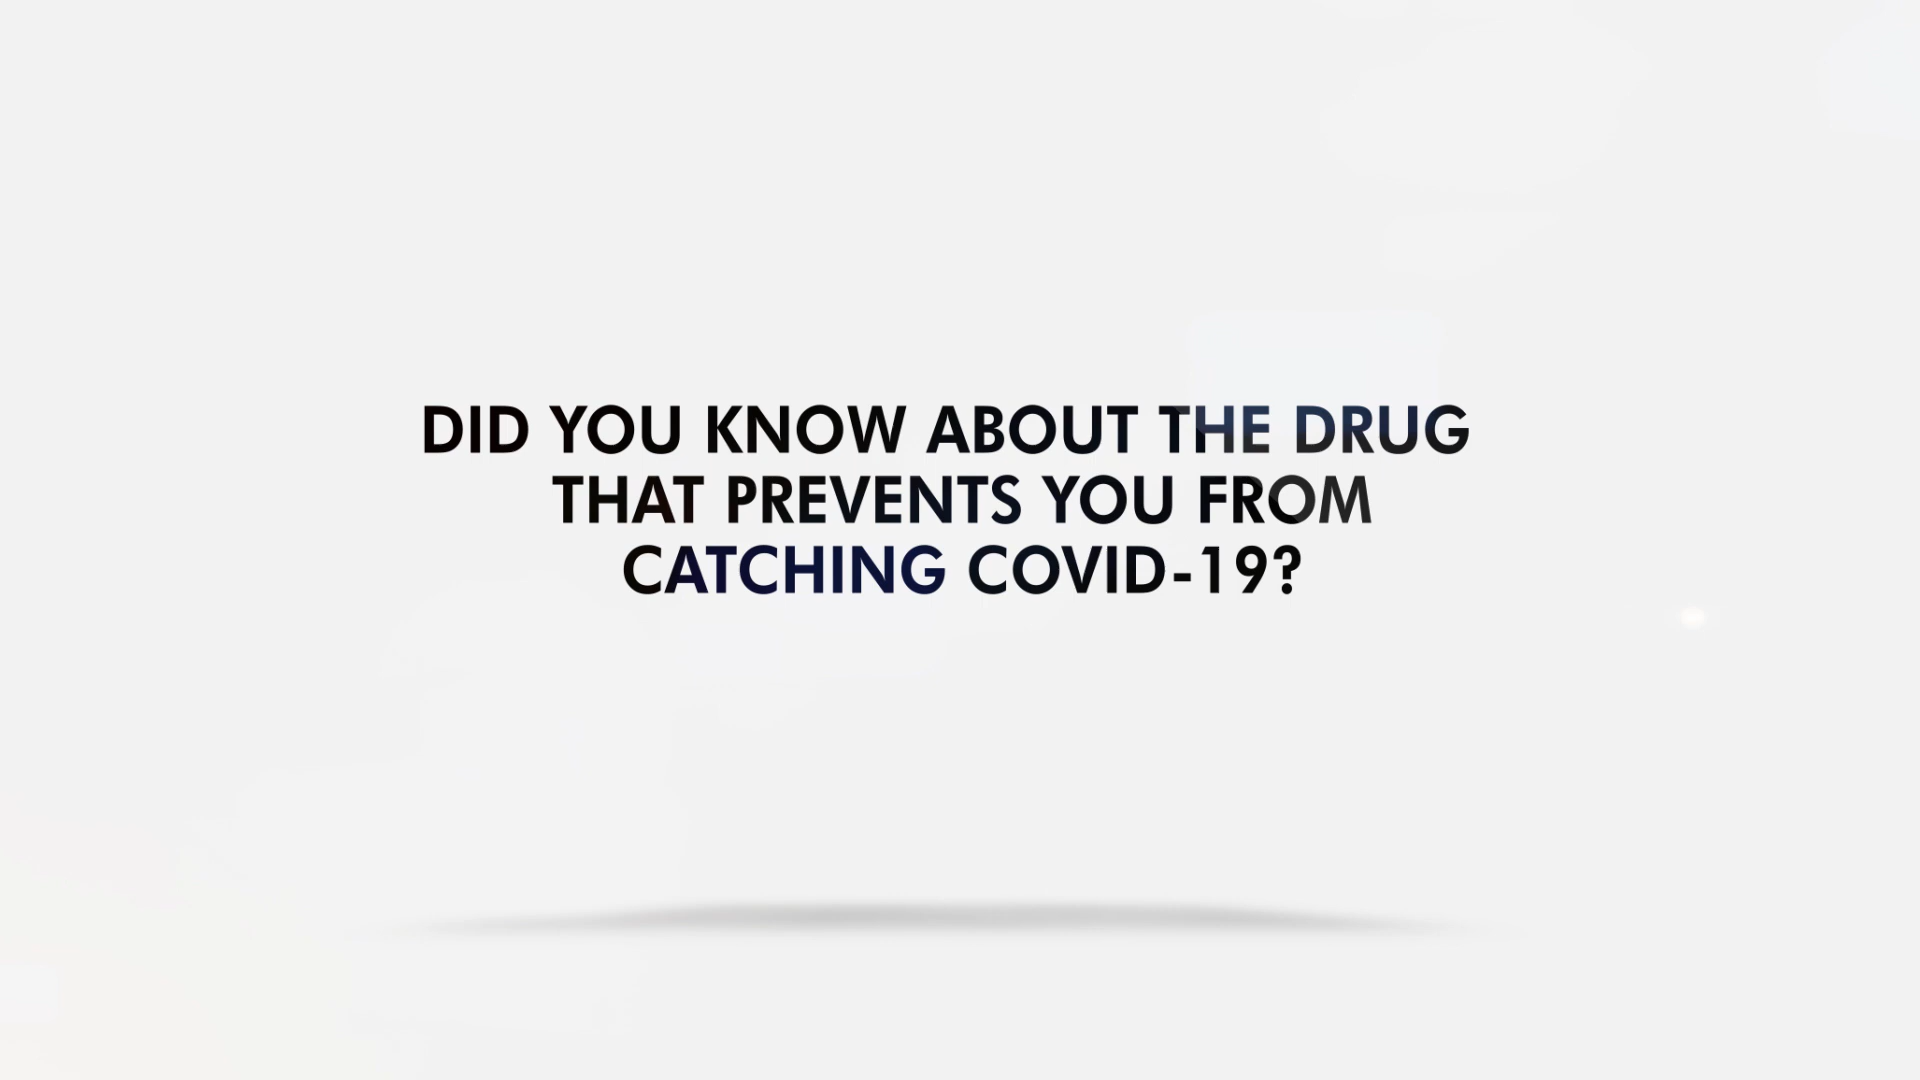 DID YOU KNOW ABOUT THE DRUG
THAT PREVENTS YOU FROM
CATCHING COVID-19?